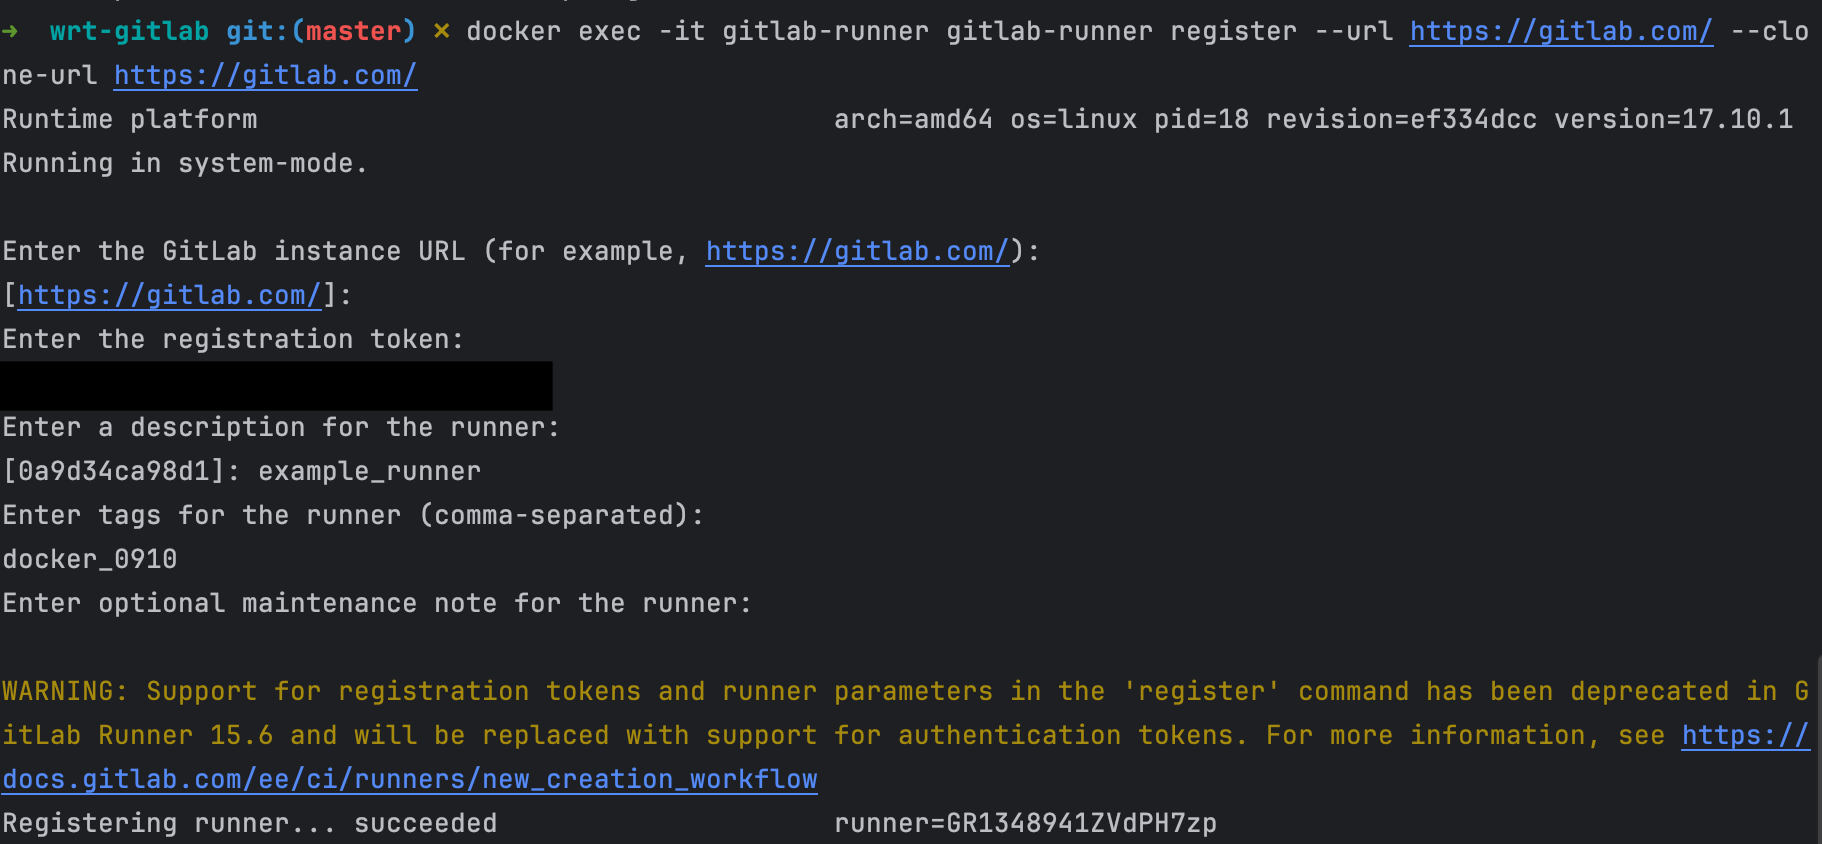 → wrt-gitlab git:(master) ✗ docker exec -it gitlab-runner gitlab-runner register --url https://gitlab.com/ --clo
ne-url https://gitlab.com/
Runtime platform arch=amd64 os=linux pid=18 revision=ef334dcc version=17.10.1
Running in system-mode.
Enter the GitLab instance URL (for example, https://gitlab.com/):
[https://gitlab.com/]:
Enter the registration token:
Enter a description for the runner:
[0a9d34ca98d1]: example_runner
Enter tags for the runner (comma-separated):
docker_0910
Enter optional maintenance note for the runner:
WARNING: Support for registration tokens and runner parameters in the 'register' command has been deprecated in G
itLab Runner 15.6 and will be replaced with support for authentication tokens. For more information, see https://
docs.gitlab.com/ee/ci/runners/new_creation_workflow
Registering runner... succeeded runner=GR1348941ZVdPH7zp